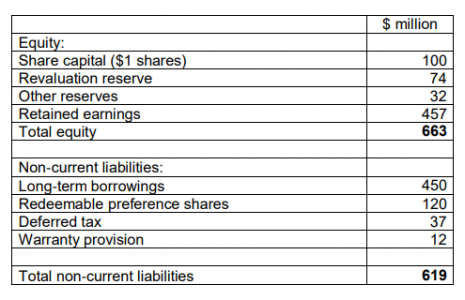 $ million
Equity:
Share capital ($1 shares) 100
Revaluation reserve 74
Other reserves 32
Retained earnings 457
Total equity 663
Non-current liabilities:
Long-term borrowings 450
Redeemable preference shares 120
Deferred tax 37
Warranty provision 12
Total non-current liabilities 619